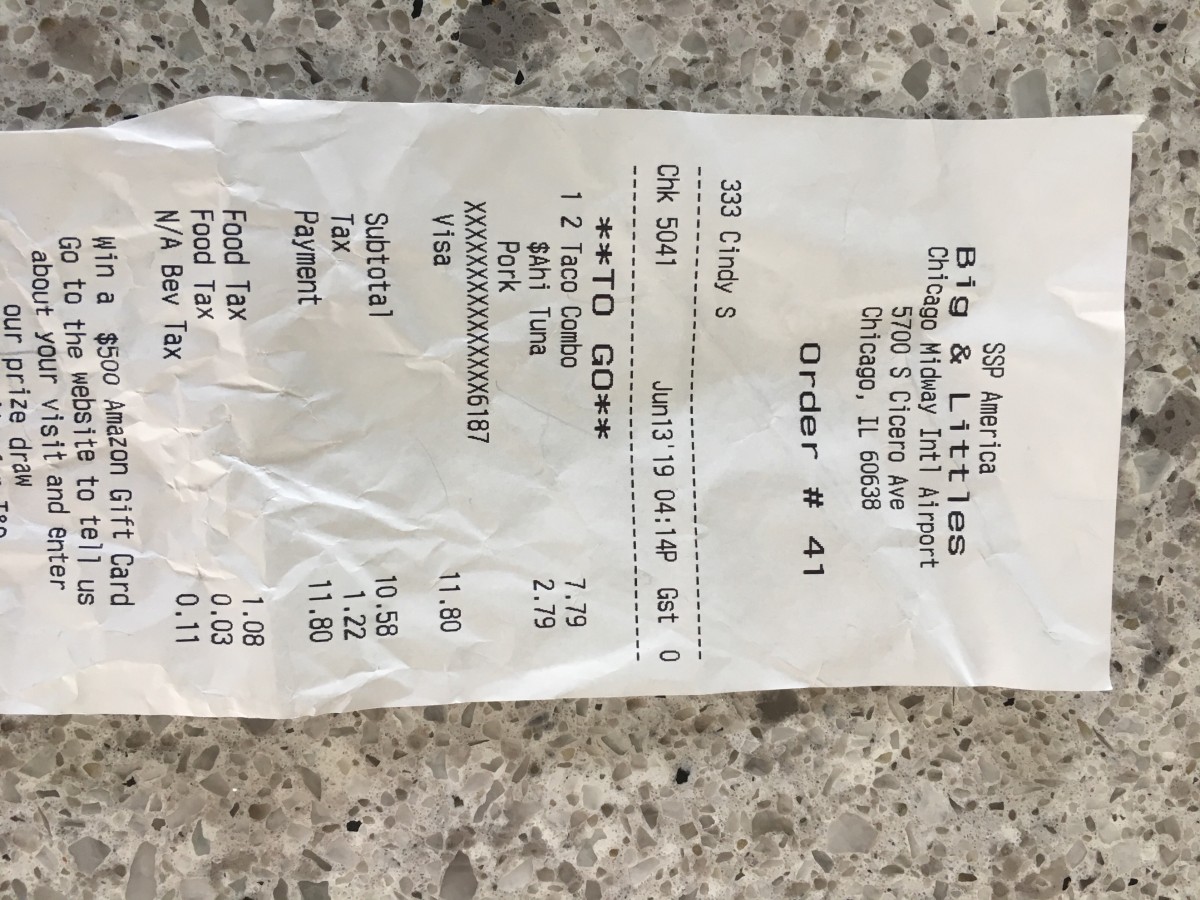 SSP America
Big & Littles
Chicago Midway Intl Airport
5700 S Cicero Ave
Chicago, IL 60638
Order # 41
333 Cindy S
Chk 5041 Jun13'19 04:14P Gst 0
**TO GO**
1 2 Taco Combo 7.79
$Ahi Tuna 2.79
Pork
XXXXXXXXXXXXXXXX6187
Visa 11.80
Subtotal 10.58
Tax 1.22
Payment 11.80
Food Tax 1.08
Food Tax 0.03
N/A Bev Tax 0.11
Win a $500 Amazon Gift Card
Go to the website to tell us
about your visit and enter
our prize draw